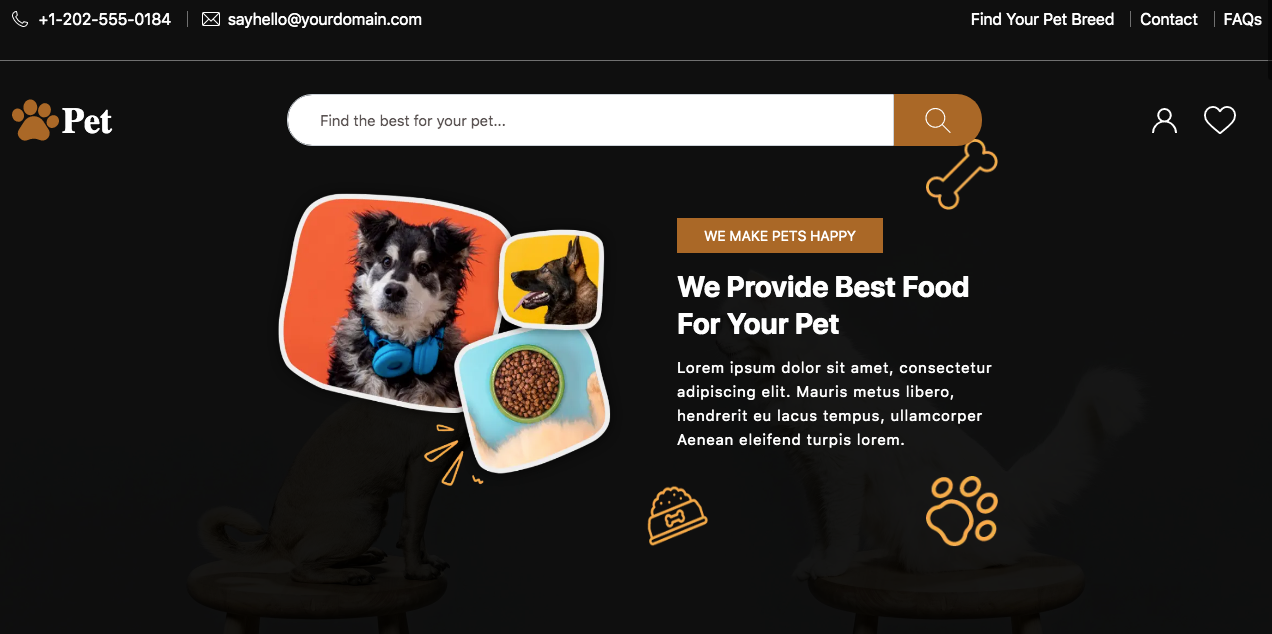 +1-202-555-0184
sayhello@yourdomain.com
Find Your Pet Breed
Contact
FAQs
Pet
Find the best for your pet...
WE MAKE PETS HAPPY
We Provide Best Food
For Your Pet
Lorem ipsum dolor sit amet, consectetur
adipiscing elit. Mauris metus libero,
hendrerit eu lacus tempus, ullamcorper
Aenean eleifend turpis lorem.